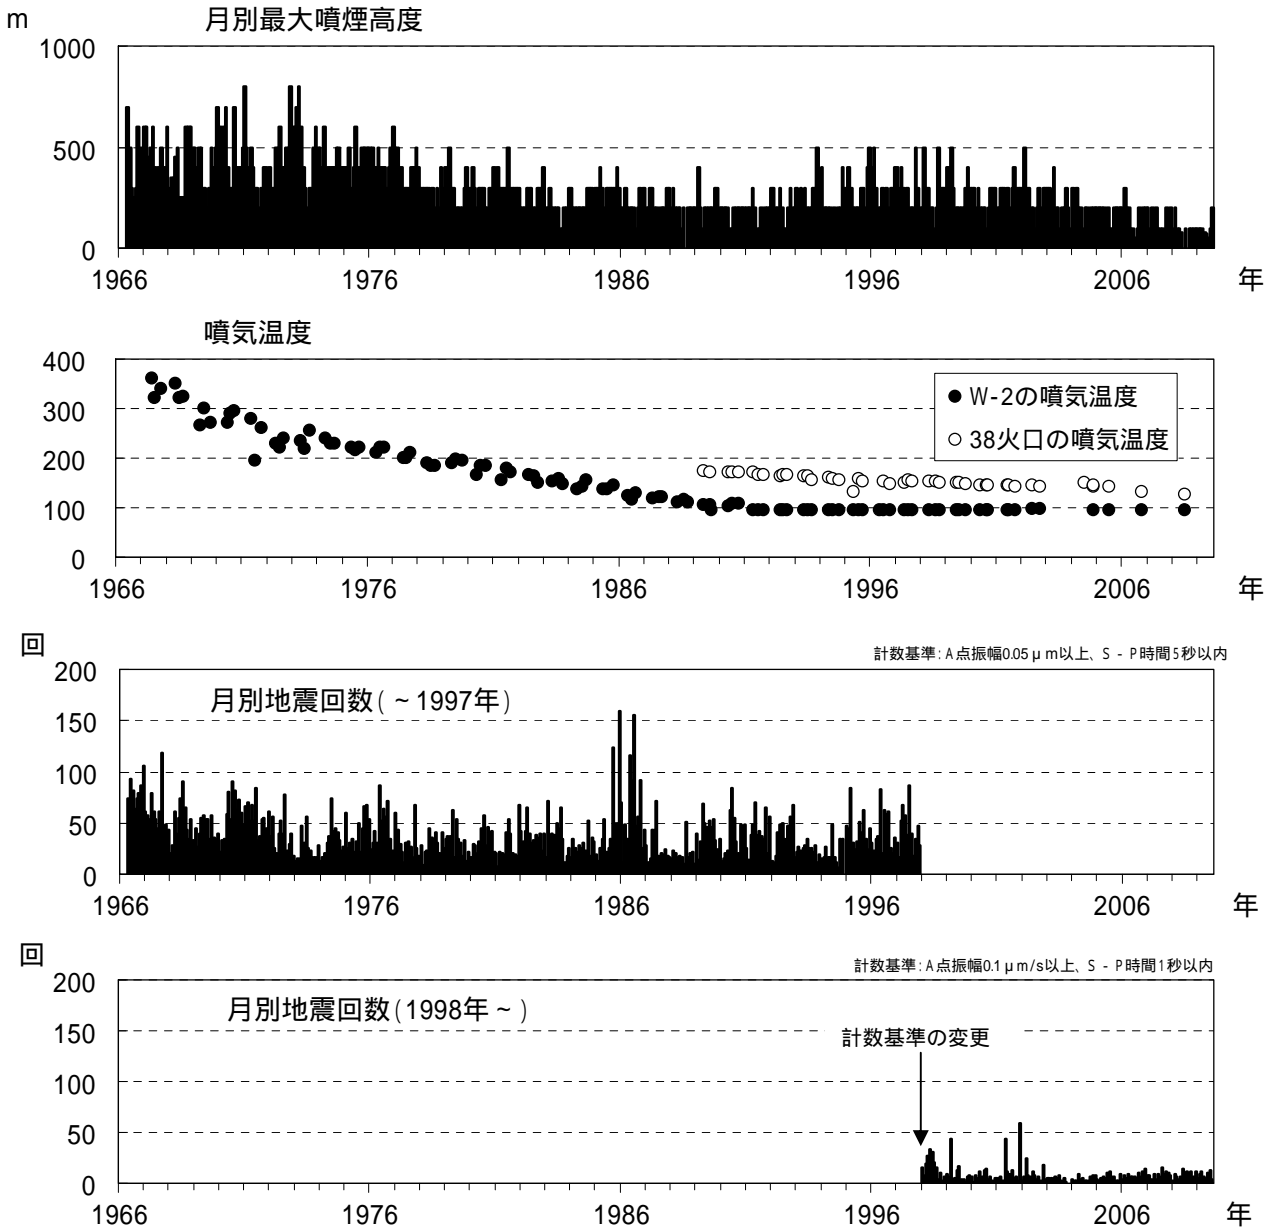 m
月別最大噴煙高度
1000
500
0
1966 1976 1986 1996 2006 年
噴気温度
400
300
200
100
0
● W-2の噴気温度
○ 38火口の噴気温度
1966 1976 1986 1996 2006 年
回
計数基準:A点振幅0.05μm以上、S-P時間5秒以内
200
月別地震回数(~1997年)
150
100
50
0
1966 1976 1986 1996 2006 年
回
計数基準:A点振幅0.1μm/s以上、S-P時間1秒以内
200
月別地震回数(1998年~)
150
計数基準の変更
100
50
0
1966 1976 1986 1996 2006 年